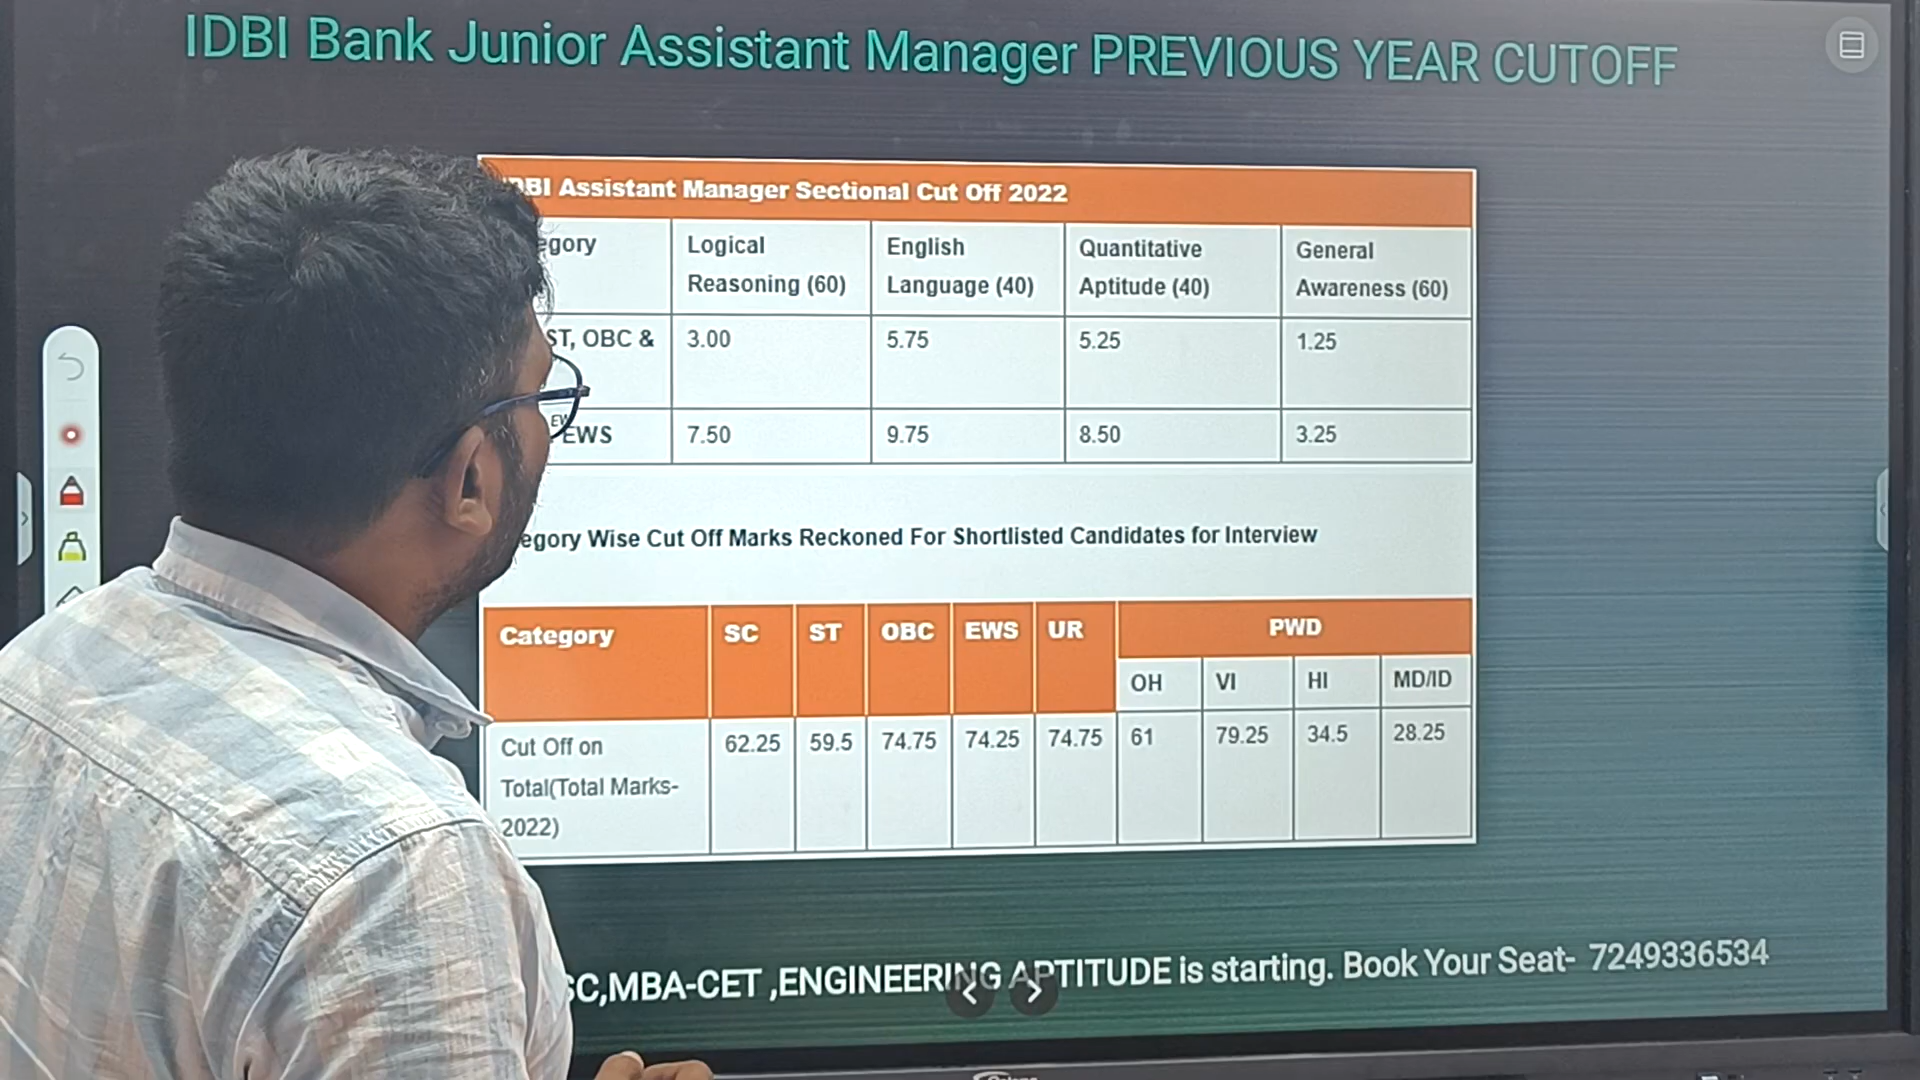 IDBI Bank Junior Assistant Manager PREVIOUS YEAR CUTOFF
Assistant Manager Sectional Cut Off 2022
Logical Reasoning (60)
English Language (40)
Quantitative Aptitude (40)
General Awareness (60)
ST, OBC & 3.00 5.75 5.25 1.25
EWS 7.50 9.75 8.50 3.25
Wise Cut Off Marks Reckoned For Shortlisted Candidates for Interview
Category SC ST OBC EWS UR PWD
OH VI HI MD/ID
Cut Off on 62.25 59.5 74.75 74.25 74.75 61 79.25 34.5 28.25
Total(Total Marks-
2022)
MBA-CET ,ENGINEERING APTITUDE is starting. Book Your Seat- 7249336534